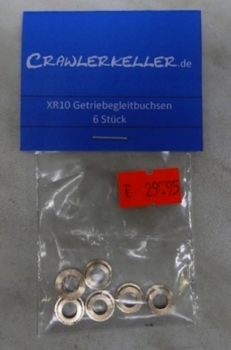 CRAWLERKELLER.de
XR10 Getriebegleitbuchsen
6 Stück
€ 29.95